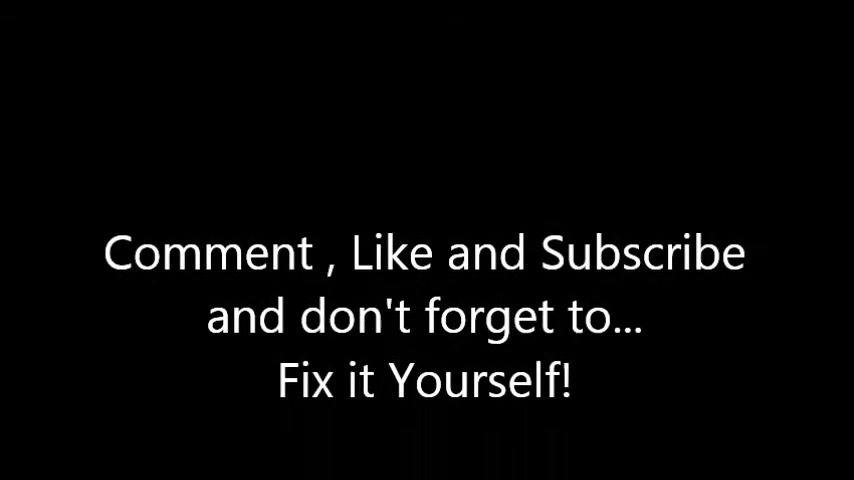 Comment , Like and Subscribe
and don't forget to...
Fix it Yourself!